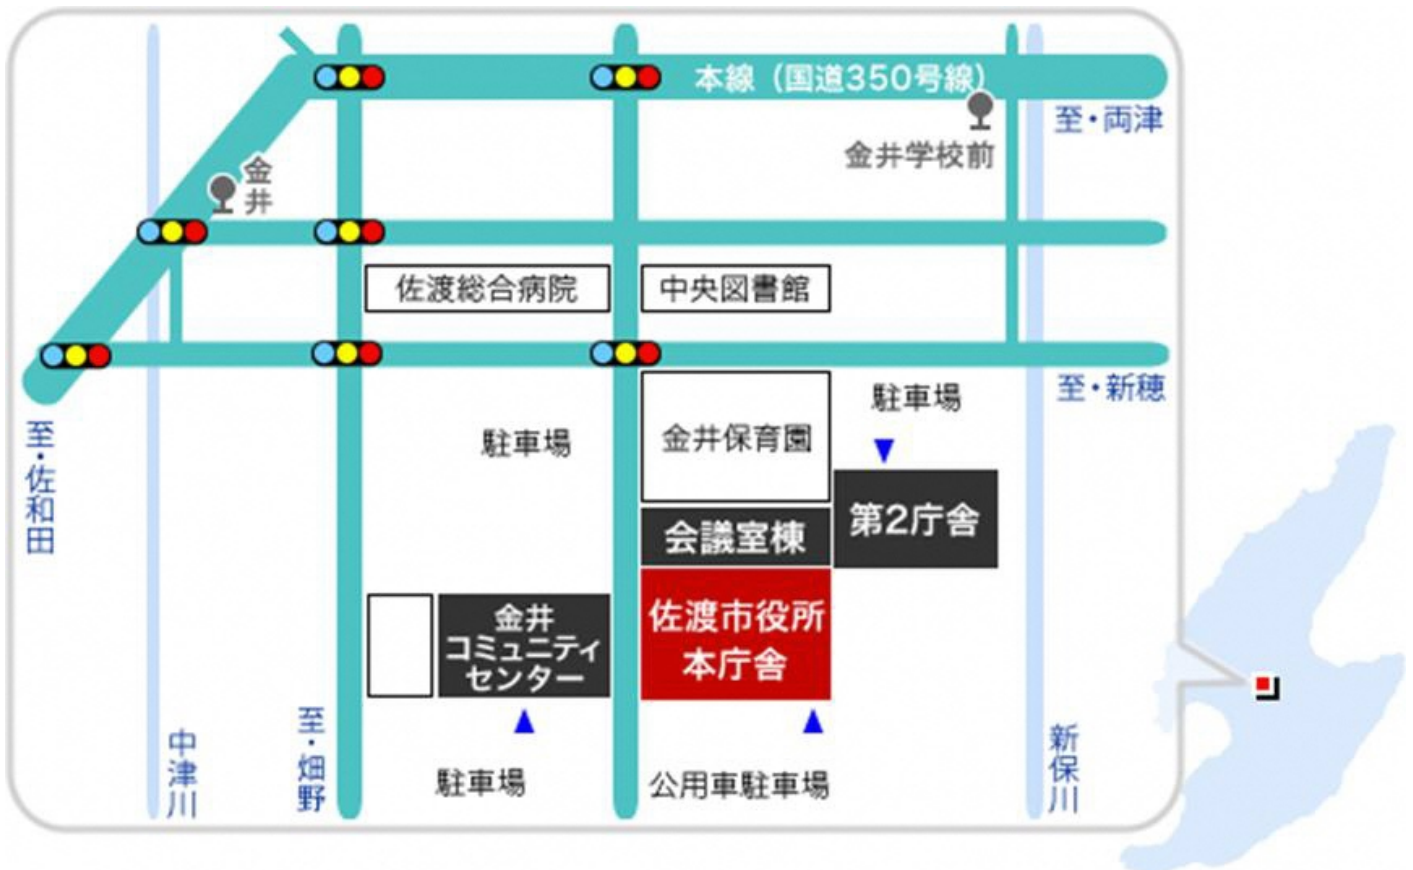 本線（国道350号線）
至・両津
金井学校前
金井
佐渡総合病院
中央図書館
至・新穂
駐車場
金井保育園
駐車場
至・佐和田
第2庁舎
会議室棟
佐渡市役所
本庁舎
金井
コミュニティ
センター
中津川
至・畑野
新保川
駐車場
公用車駐車場